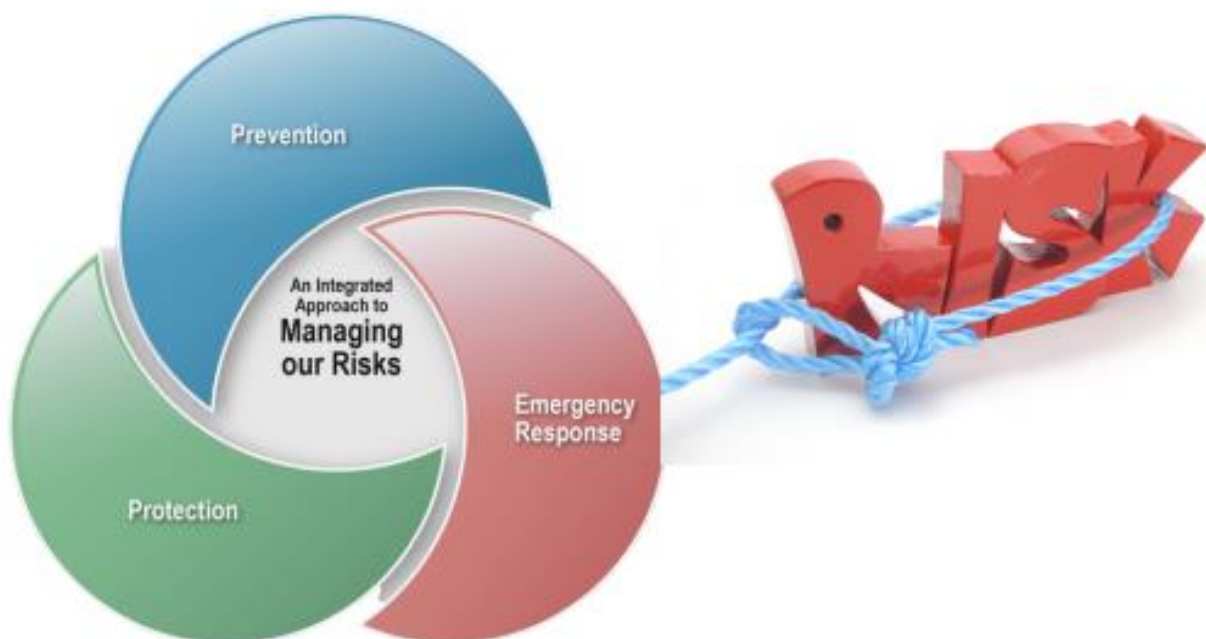 Prevention
An Integrated
Approach to
Managing
our Risks
Emergency
Response
Protection
RISK